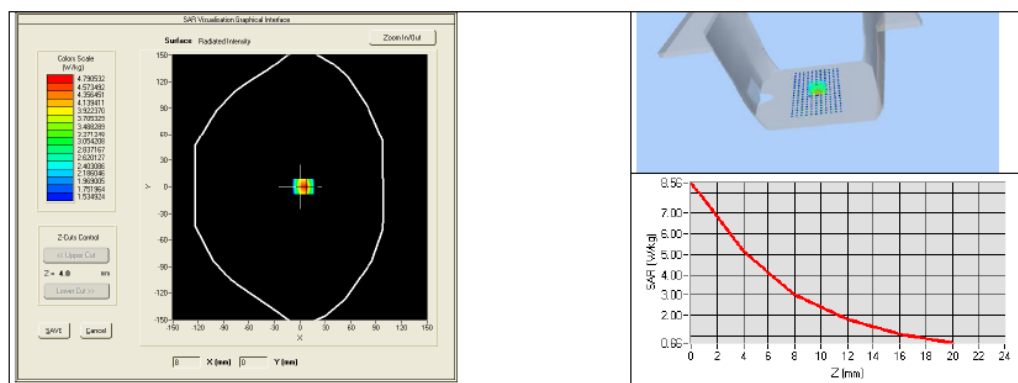 SAR Visualisation Graphical Interface
Surface Radiated Intensity
Zoom In/Out
Colors Scale
(W/kg)
4.790532
4.573492
4.356451
4.139411
3.922370
3.705329
3.488289
3.271248
3.054208
2.837167
2.620127
2.403086
2.186046
1.969005
1.751964
1.534924
Z-Cuts Control
<< Upper Cut
Z = 4.0 mm
Lower Cut >>
SAVE Cancel
150
120
90
60
30
0
-30
-60
-90
-120
-150
Y
-150 -120 -90 -60 -30 0 30 60 90 120 150
X
8 X (mm) 0 Y (mm)
8.56
7.00
6.00
5.00
4.00
3.00
2.00
0.66
SAR (W/kg)
0 2 4 6 8 10 12 14 16 18 20 22 24
Z (mm)